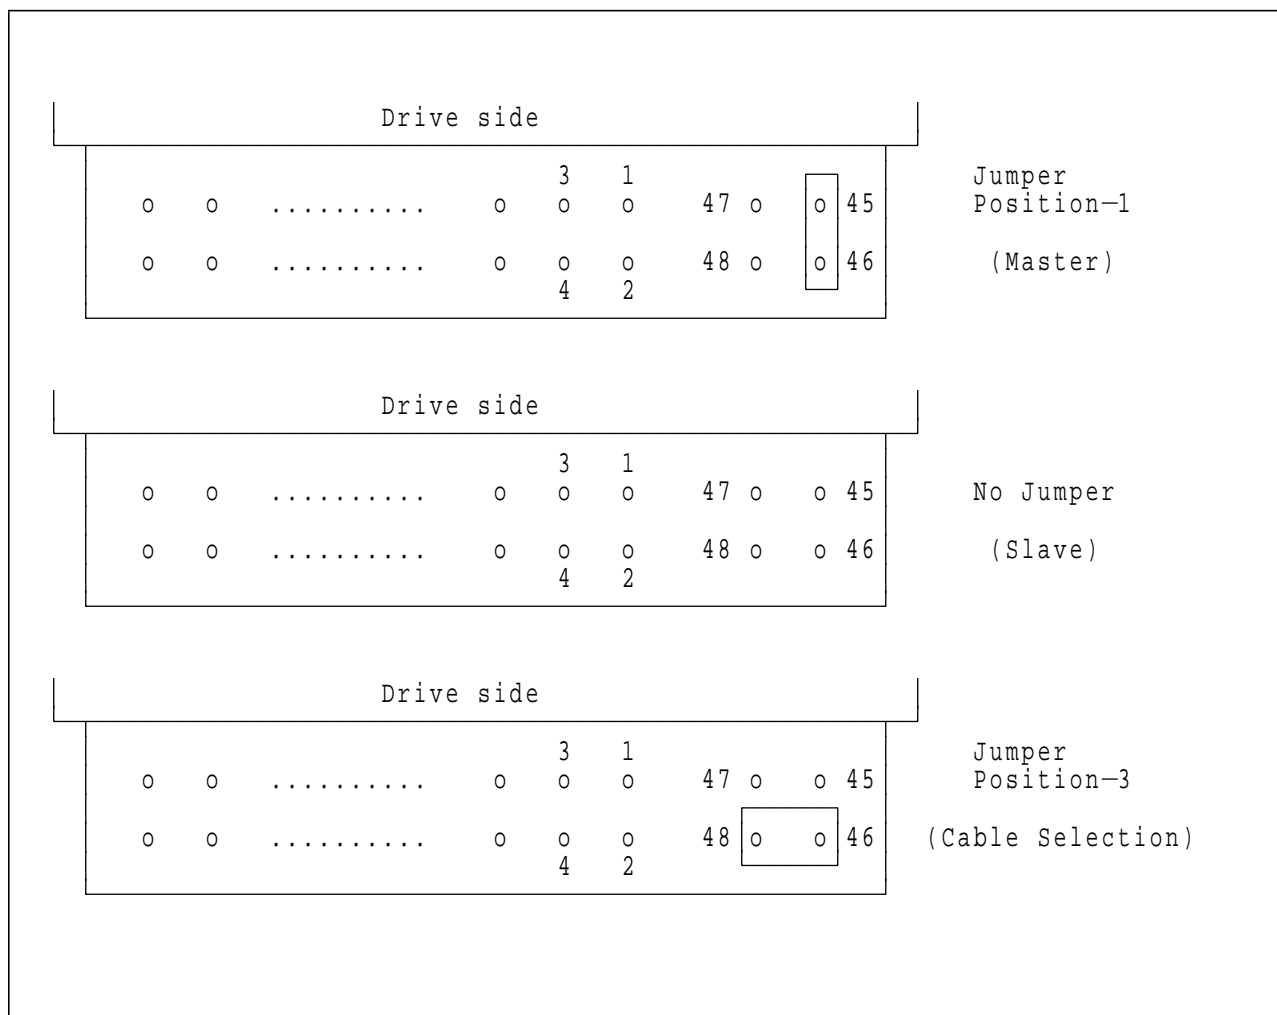 Drive side
3 1 Jumper
o o .......... o o o 47 o o 45 Position—1
o o .......... o o o 48 o o 46 (Master)
4 2
Drive side
3 1
o o .......... o o o 47 o o 45 No Jumper
o o .......... o o o 48 o o 46 (Slave)
4 2
Drive side
3 1 Jumper
o o .......... o o o 47 o o 45 Position—3
o o .......... o o o 48 o o 46 (Cable Selection)
4 2